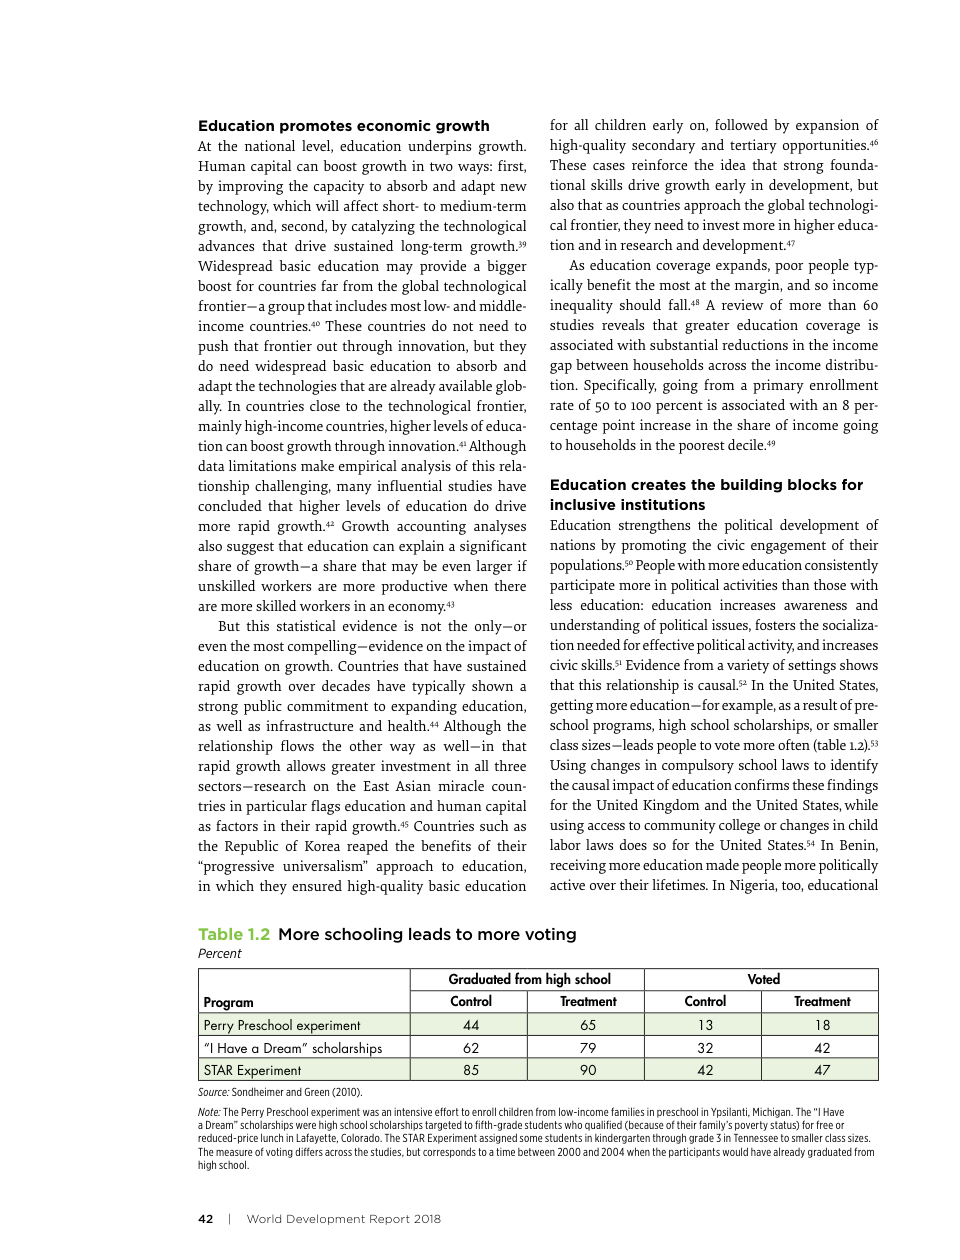 Education promotes economic growth
At the national level, education underpins growth.
Human capital can boost growth in two ways: first,
by improving the capacity to absorb and adapt new
technology, which will affect short- to medium-term
growth, and, second, by catalyzing the technological
advances that drive sustained long-term growth.³⁹
Widespread basic education may provide a bigger
boost for countries far from the global technological
frontier—a group that includes most low- and middle-
income countries.⁴⁰ These countries do not need to
push that frontier out through innovation, but they
do need widespread basic education to absorb and
adapt the technologies that are already available glob-
ally. In countries close to the technological frontier,
mainly high-income countries, higher levels of educa-
tion can boost growth through innovation.⁴¹ Although
data limitations make empirical analysis of this rela-
tionship challenging, many influential studies have
concluded that higher levels of education do drive
more rapid growth.⁴² Growth accounting analyses
also suggest that education can explain a significant
share of growth—a share that may be even larger if
unskilled workers are more productive when there
are more skilled workers in an economy.⁴³
But this statistical evidence is not the only—or
even the most compelling—evidence on the impact of
education on growth. Countries that have sustained
rapid growth over decades have typically shown a
strong public commitment to expanding education,
as well as infrastructure and health.⁴⁴ Although the
relationship flows the other way as well—in that
rapid growth allows greater investment in all three
sectors—research on the East Asian miracle coun-
tries in particular flags education and human capital
as factors in their rapid growth.⁴⁵ Countries such as
the Republic of Korea reaped the benefits of their
“progressive universalism” approach to education,
in which they ensured high-quality basic education
for all children early on, followed by expansion of
high-quality secondary and tertiary opportunities.⁴⁶
These cases reinforce the idea that strong founda-
tional skills drive growth early in development, but
also that as countries approach the global technologi-
cal frontier, they need to invest more in higher educa-
tion and in research and development.⁴⁷
As education coverage expands, poor people typ-
ically benefit the most at the margin, and so income
inequality should fall.⁴⁸ A review of more than 60
studies reveals that greater education coverage is
associated with substantial reductions in the income
gap between households across the income distribu-
tion. Specifically, going from a primary enrollment
rate of 50 to 100 percent is associated with an 8 per-
centage point increase in the share of income going
to households in the poorest decile.⁴⁹
Education creates the building blocks for
inclusive institutions
Education strengthens the political development of
nations by promoting the civic engagement of their
populations.⁵⁰ People with more education consistently
participate more in political activities than those with
less education: education increases awareness and
understanding of political issues, fosters the socializa-
tion needed for effective political activity, and increases
civic skills.⁵¹ Evidence from a variety of settings shows
that this relationship is causal.⁵² In the United States,
getting more education—for example, as a result of pre-
school programs, high school scholarships, or smaller
class sizes—leads people to vote more often (table 1.2).⁵³
Using changes in compulsory school laws to identify
the causal impact of education confirms these findings
for the United Kingdom and the United States, while
using access to community college or changes in child
labor laws does so for the United States.⁵⁴ In Benin,
receiving more education made people more politically
active over their lifetimes. In Nigeria, too, educational
Table 1.2 More schooling leads to more voting
Percent
Graduated from high school Voted
Program Control Treatment Control Treatment
Perry Preschool experiment 44 65 13 18
“I Have a Dream” scholarships 62 79 32 42
STAR Experiment 85 90 42 47
Source: Sondheimer and Green (2010).
Note: The Perry Preschool experiment was an intensive effort to enroll children from low-income families in preschool in Ypsilanti, Michigan. The “I Have
a Dream” scholarships were high school scholarships targeted to fifth-grade students who qualified (because of their family’s poverty status) for free or
reduced-price lunch in Lafayette, Colorado. The STAR Experiment assigned some students in kindergarten through grade 3 in Tennessee to smaller class sizes.
The measure of voting differs across the studies, but corresponds to a time between 2000 and 2004 when the participants would have already graduated from
high school.
42 | World Development Report 2018